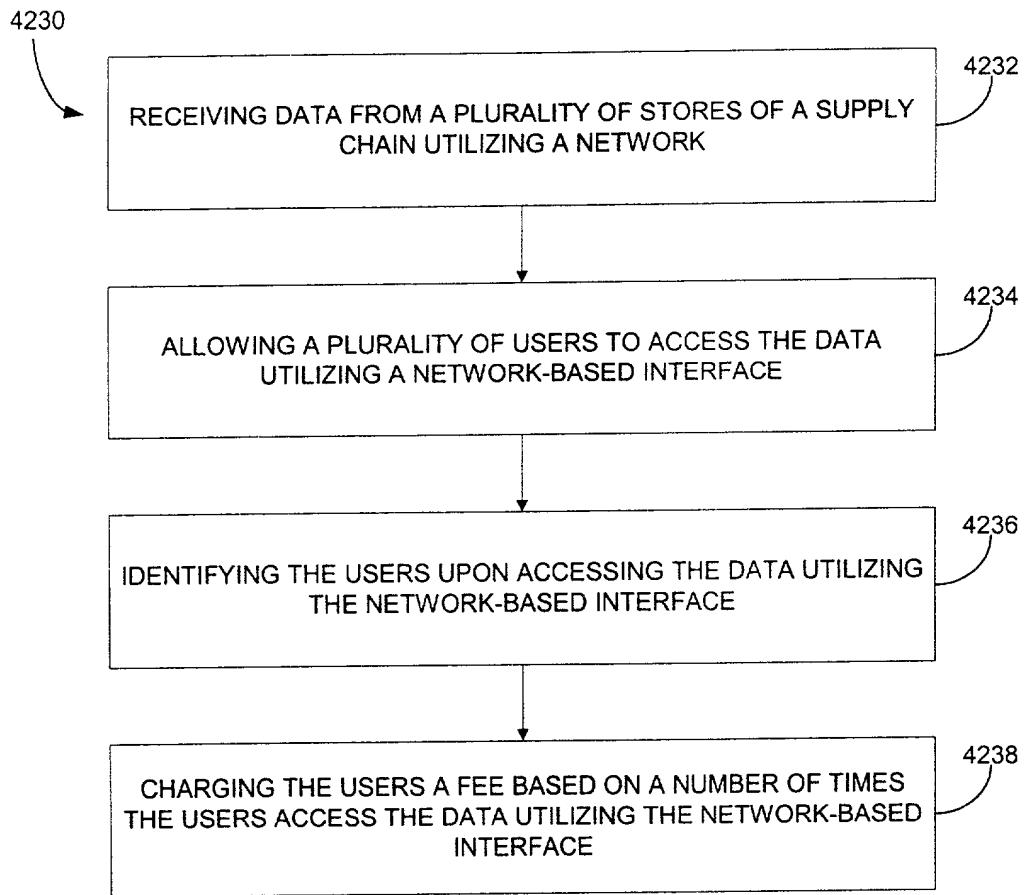 4230
4232
RECEIVING DATA FROM A PLURALITY OF STORES OF A SUPPLY
CHAIN UTILIZING A NETWORK
4234
ALLOWING A PLURALITY OF USERS TO ACCESS THE DATA
UTILIZING A NETWORK-BASED INTERFACE
4236
IDENTIFYING THE USERS UPON ACCESSING THE DATA UTILIZING
THE NETWORK-BASED INTERFACE
4238
CHARGING THE USERS A FEE BASED ON A NUMBER OF TIMES
THE USERS ACCESS THE DATA UTILIZING THE NETWORK-BASED
INTERFACE